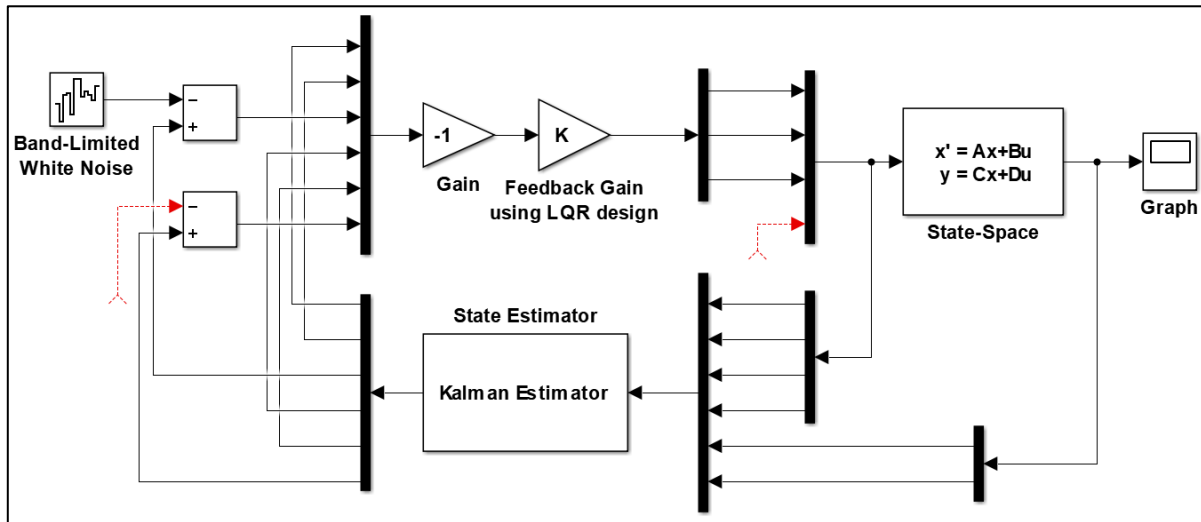 Band-Limited
White Noise
−
+
−
+
-1
Gain
K
Feedback Gain
using LQR design
x' = Ax+Bu
y = Cx+Du
State-Space
Graph
State Estimator
Kalman Estimator